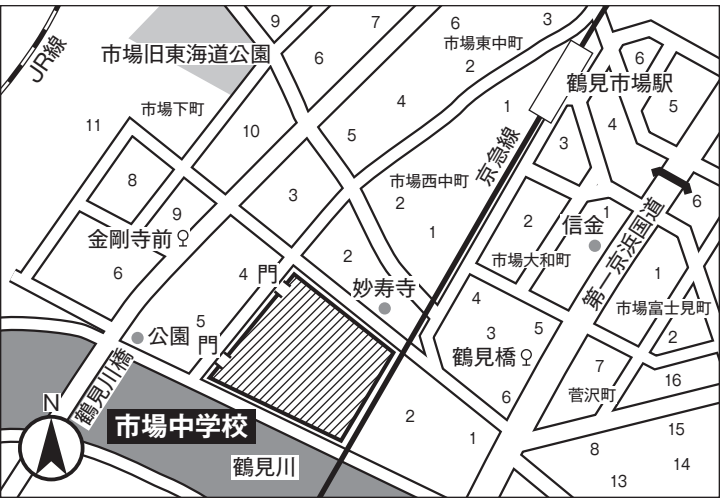 9
7
6
3
市場旧東海道公園
6
市場東中町
2
6
鶴見市場駅
JR線
市場下町
4
1
5
11
10
5
4
京急線
3
8
市場西中町
2
3
6
9
2
1
信金
金剛寺前
1
市場大和町
第一京浜国道
6
4
門
2
妙寿寺
1
4
市場富士見町
公園
5
門
3
5
2
鶴見橋
7
16
鶴見川橋
6
菅沢町
N
市場中学校
2
1
8
15
鶴見川
14
13